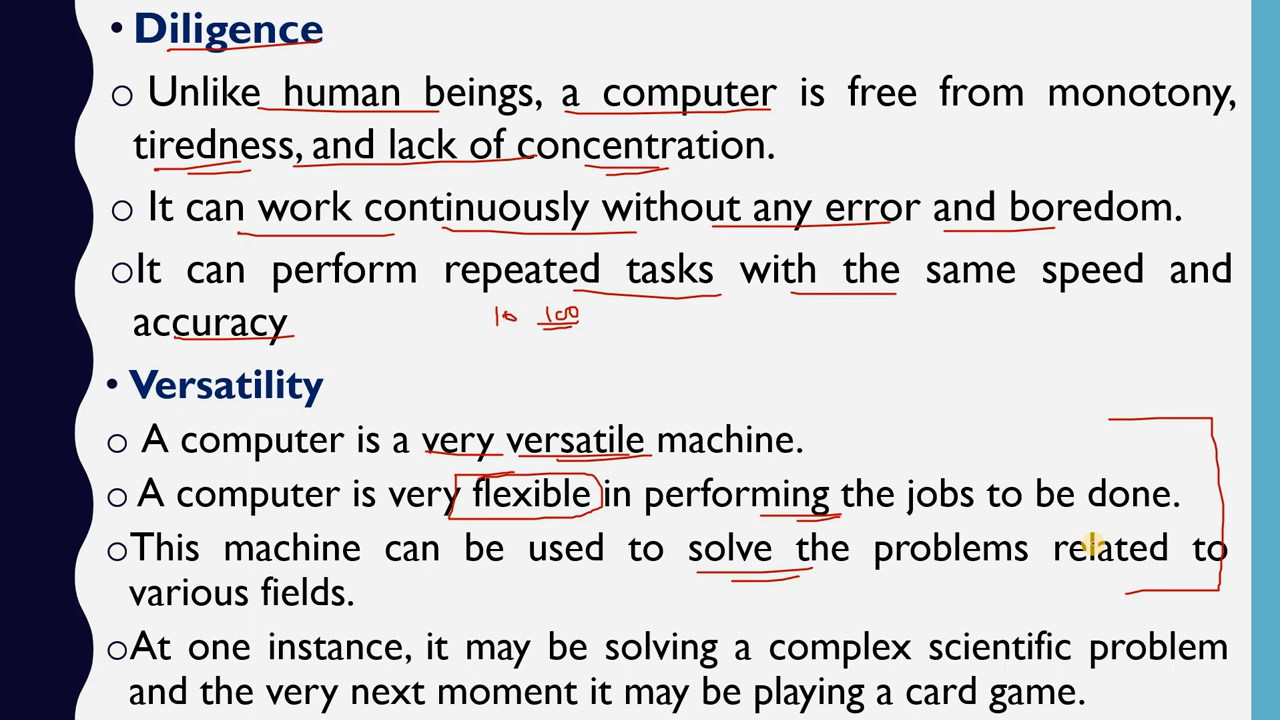 • Diligence
o Unlike human beings, a computer is free from monotony,
tiredness, and lack of concentration.
o It can work continuously without any error and boredom.
oIt can perform repeated tasks with the same speed and
accuracy
10 100
• Versatility
o A computer is a very versatile machine.
o A computer is very flexible in performing the jobs to be done.
oThis machine can be used to solve the problems related to
various fields.
oAt one instance, it may be solving a complex scientific problem
and the very next moment it may be playing a card game.